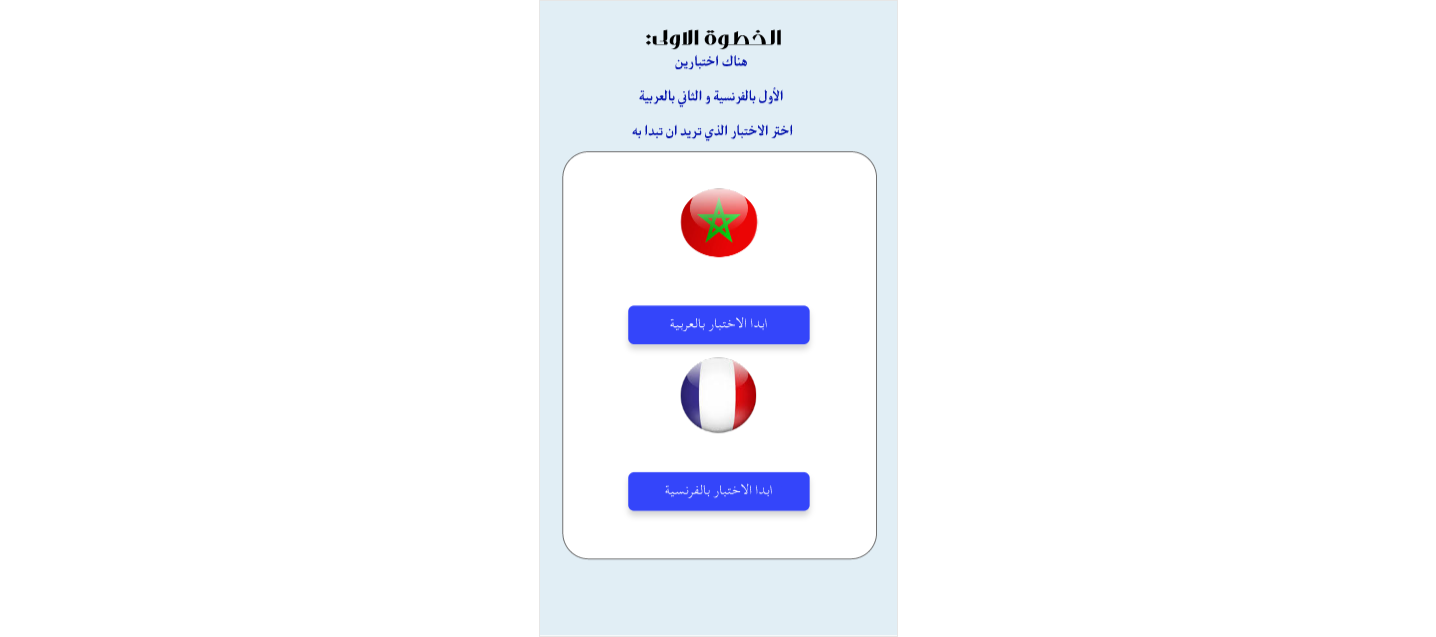 الخطوة الاولى:
هناك اختبارين
الأول بالفرنسية و الثاني بالعربية
اختر الاختبار الذي تريد ان تبدا به
ابدا الاختبار بالعربية
ابدا الاختبار بالفرنسية